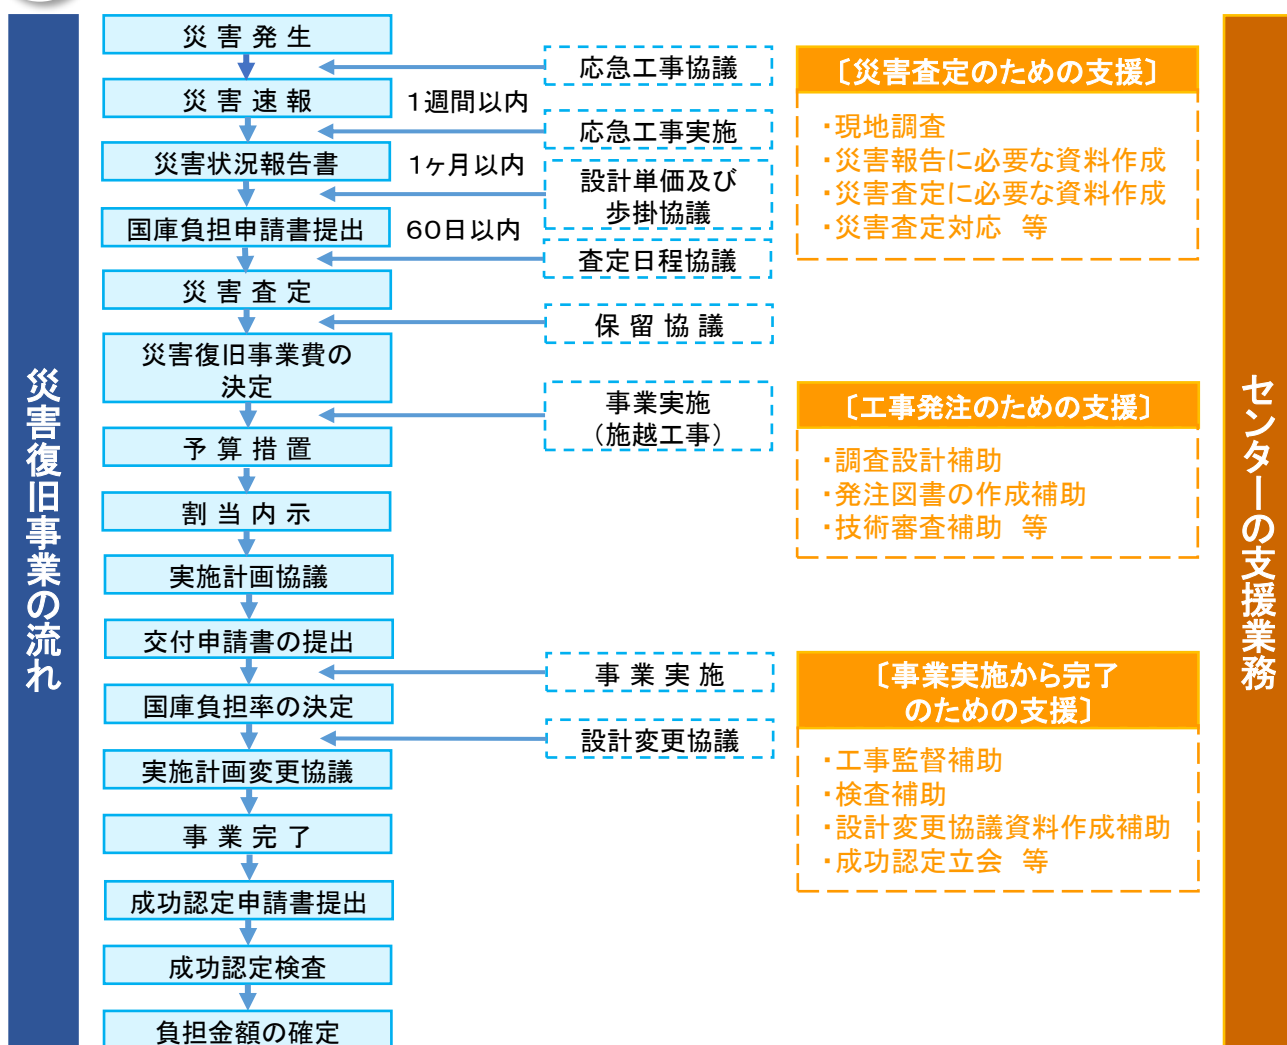 災害復旧事業の流れ
災害発生
災害速報
1週間以内
災害状況報告書
1ヶ月以内
国庫負担申請書提出
60日以内
災害査定
災害復旧事業費の
決定
予算措置
割当内示
実施計画協議
交付申請書の提出
国庫負担率の決定
実施計画変更協議
事業完了
成功認定申請書提出
成功認定検査
負担金額の確定
応急工事協議
応急工事実施
設計単価及び
歩掛協議
査定日程協議
保留協議
事業実施
（施越工事）
事業実施
設計変更協議
〔災害査定のための支援〕
・現地調査
・災害報告に必要な資料作成
・災害査定に必要な資料作成
・災害査定対応　等
〔工事発注のための支援〕
・調査設計補助
・発注図書の作成補助
・技術審査補助　等
〔事業実施から完了
のための支援〕
・工事監督補助
・検査補助
・設計変更協議資料作成補助
・成功認定立会　等
センターの支援業務